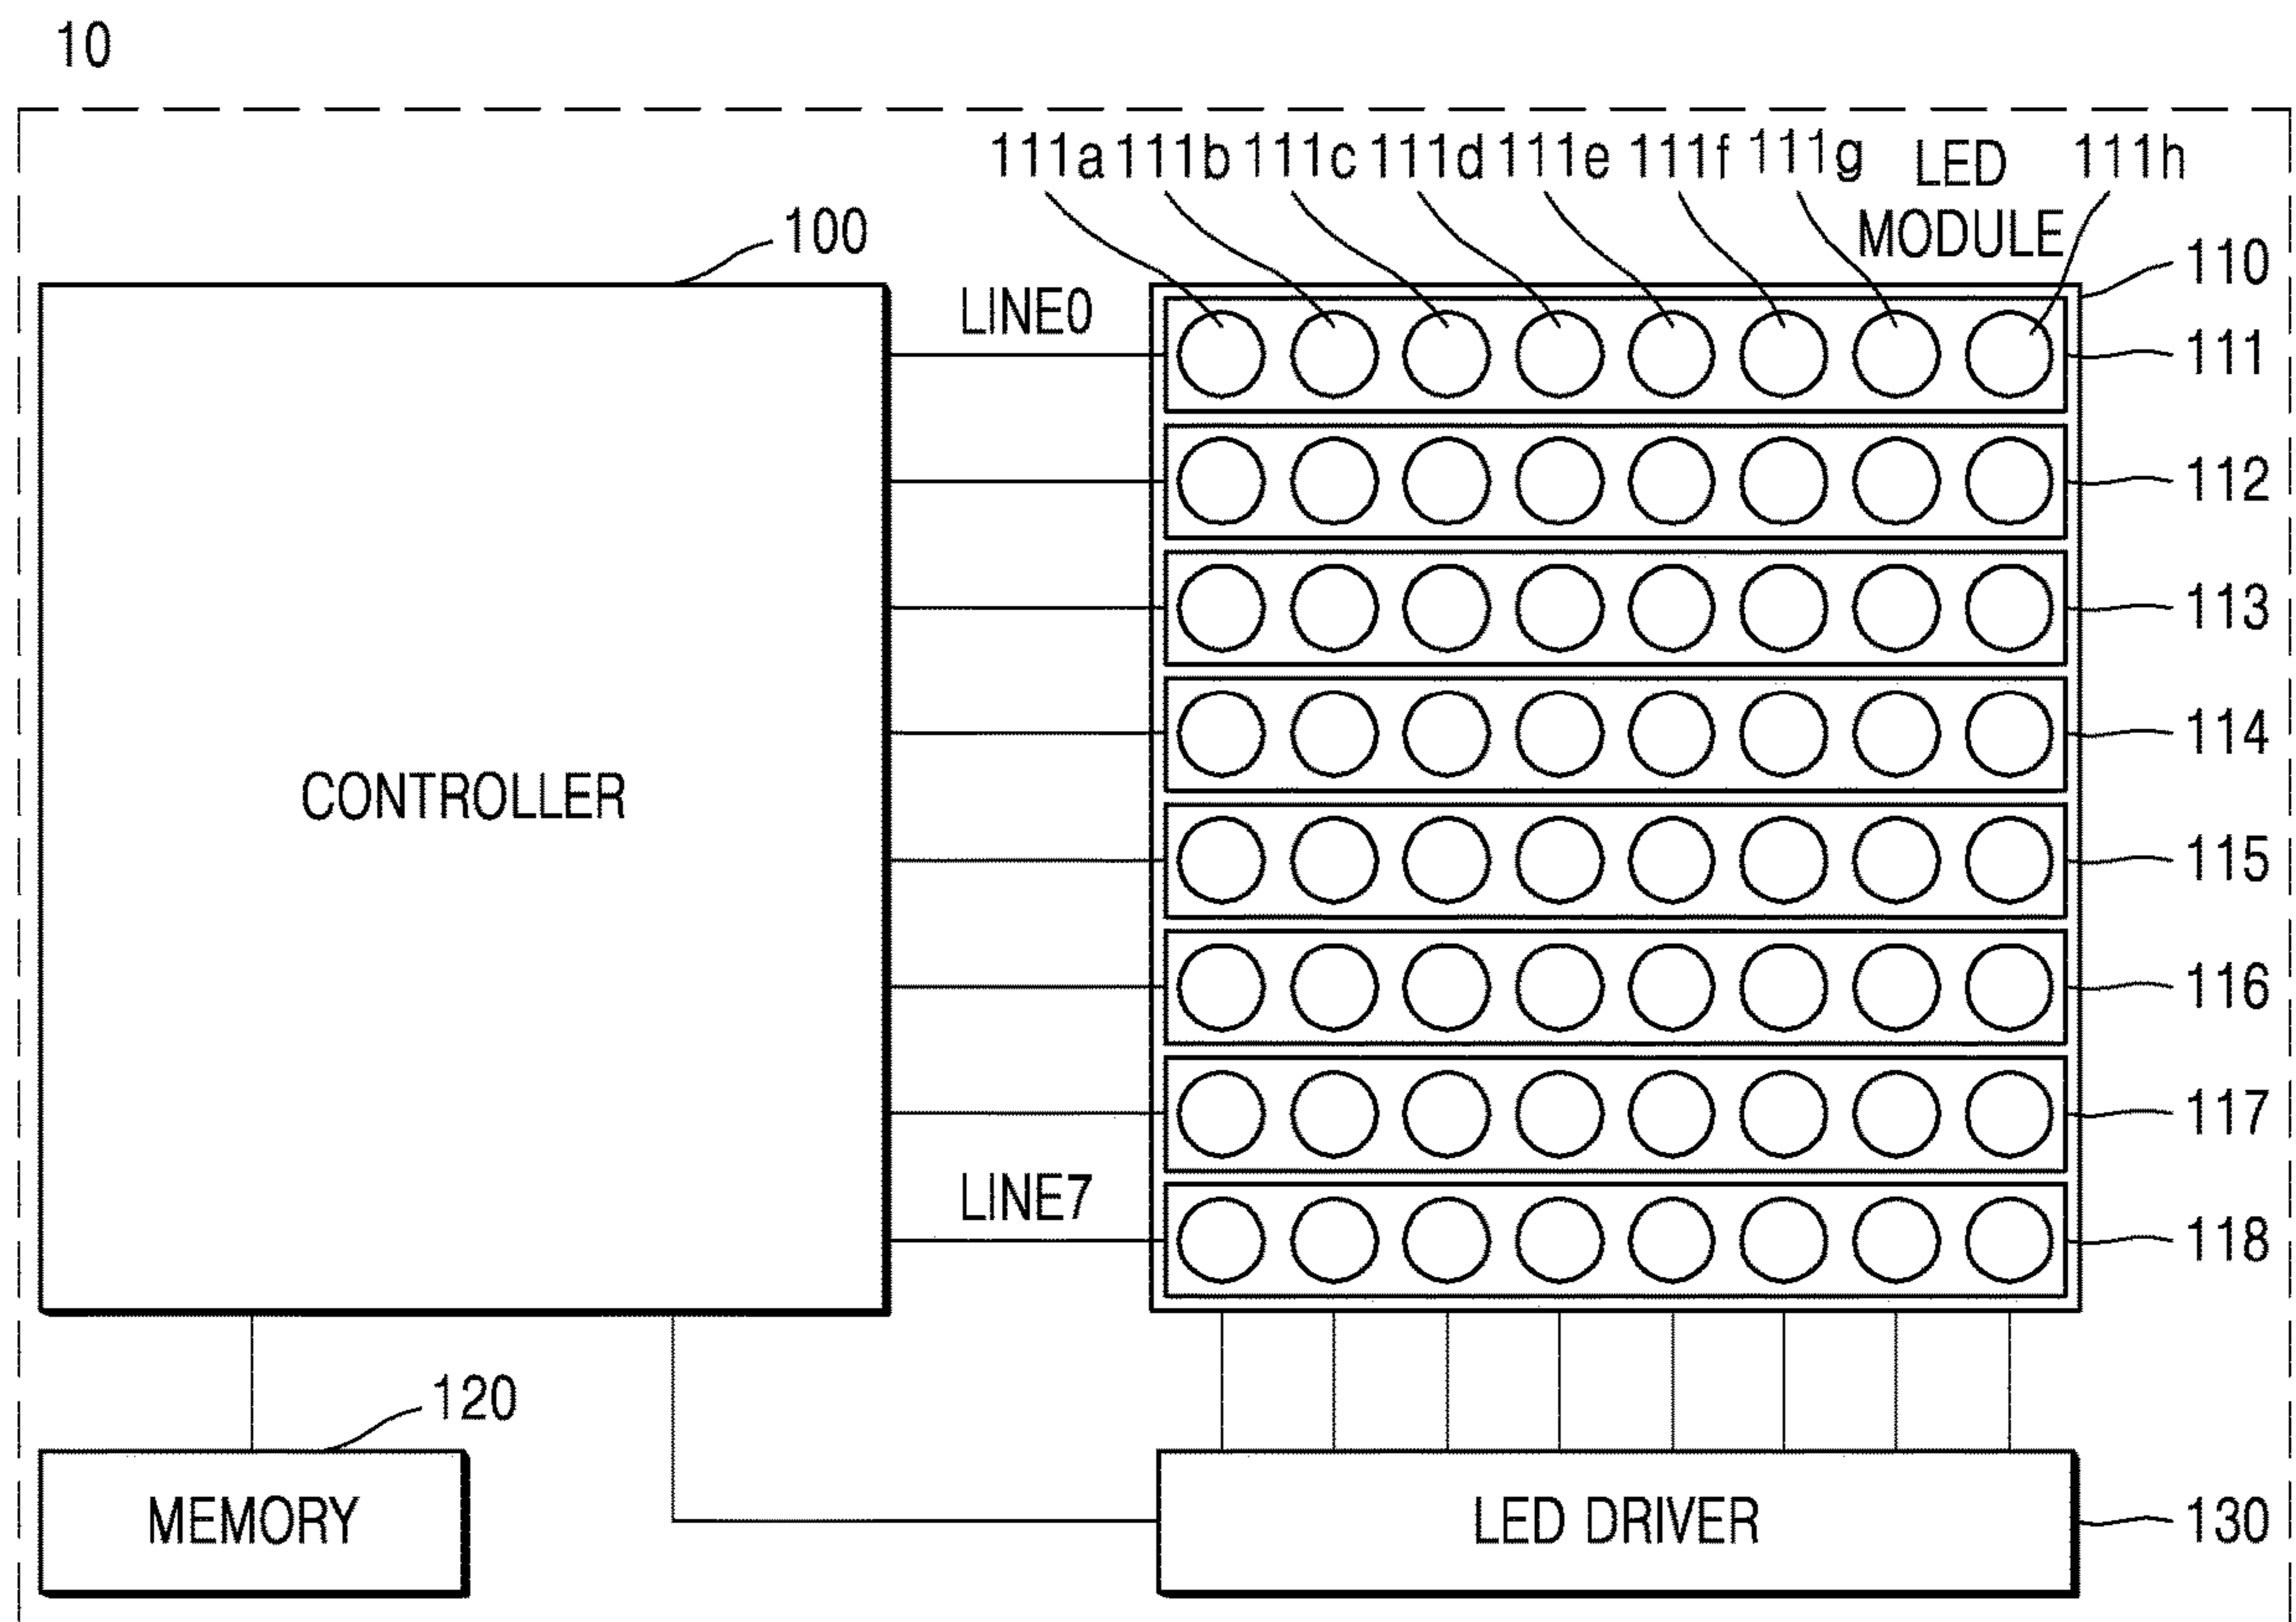 10
111a 111b 111c 111d 111e 111f 111g LED MODULE 111h
100
110
LINE0
111
112
113
114
CONTROLLER
115
116
117
LINE7
118
120
MEMORY
LED DRIVER
130